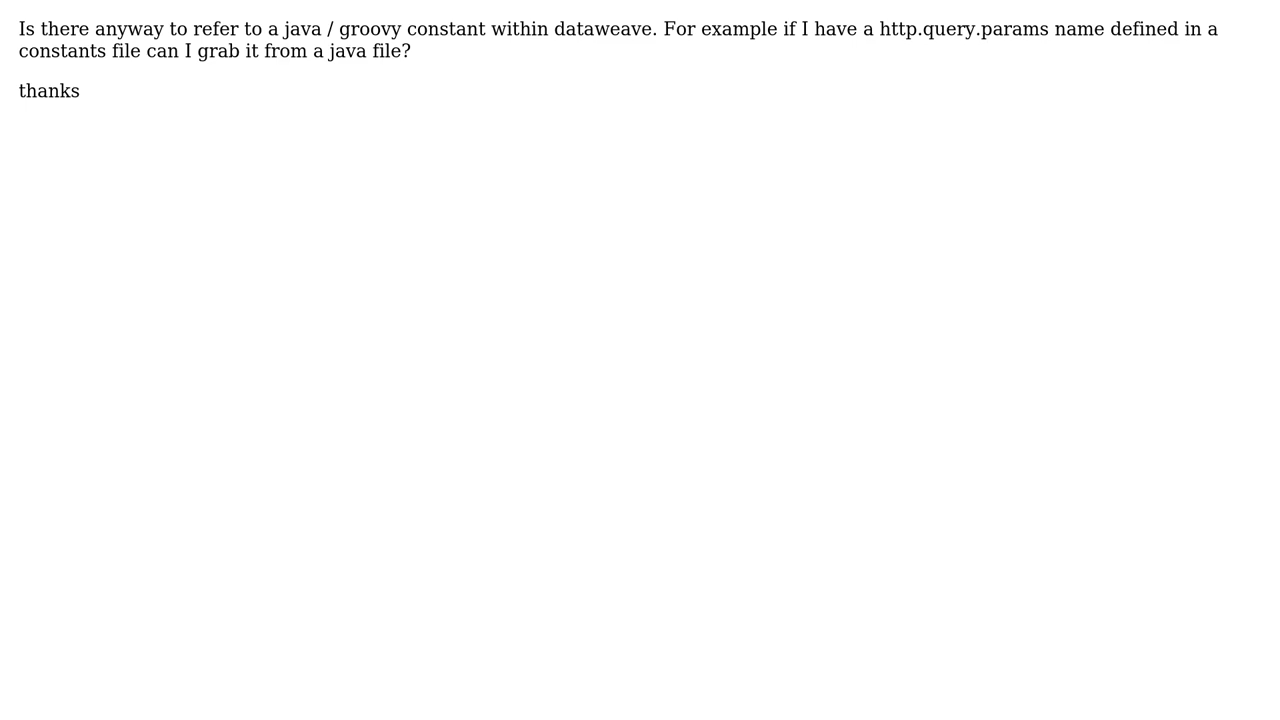 Is there anyway to refer to a java / groovy constant within dataweave. For example if I have a http.query.params name defined in a
constants file can I grab it from a java file?
thanks